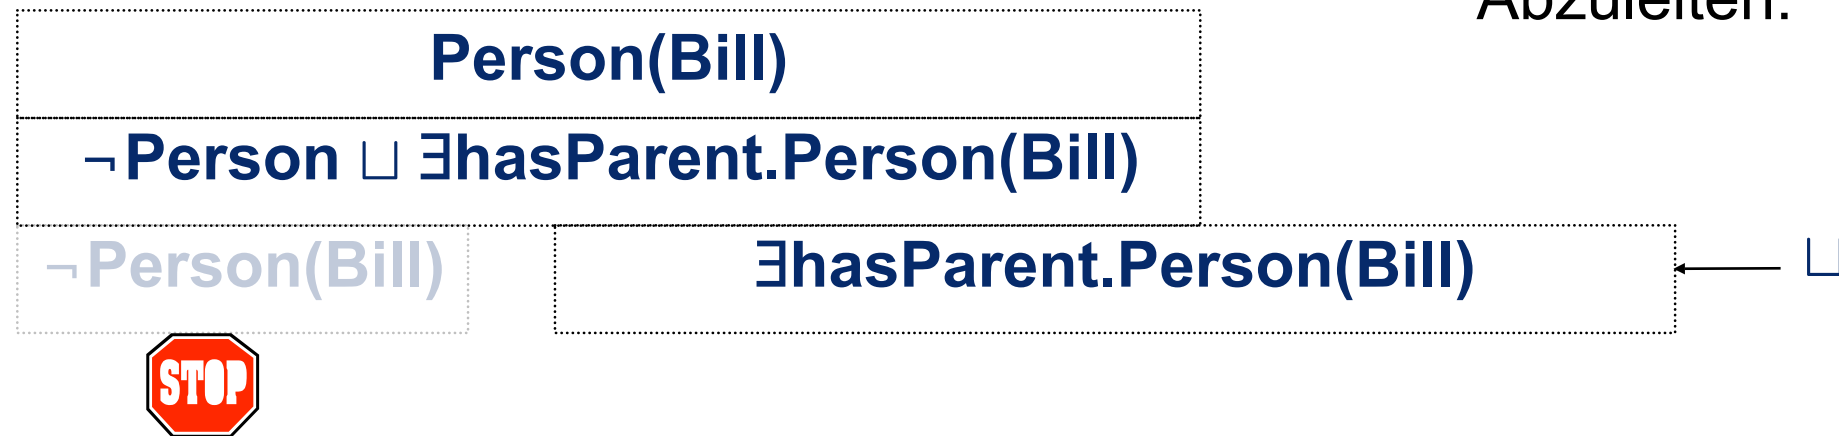 Abzuleiten:
Person(Bill)
¬Person ⊔ ∃hasParent.Person(Bill)
¬Person(Bill) ∃hasParent.Person(Bill) ⊔
STOP